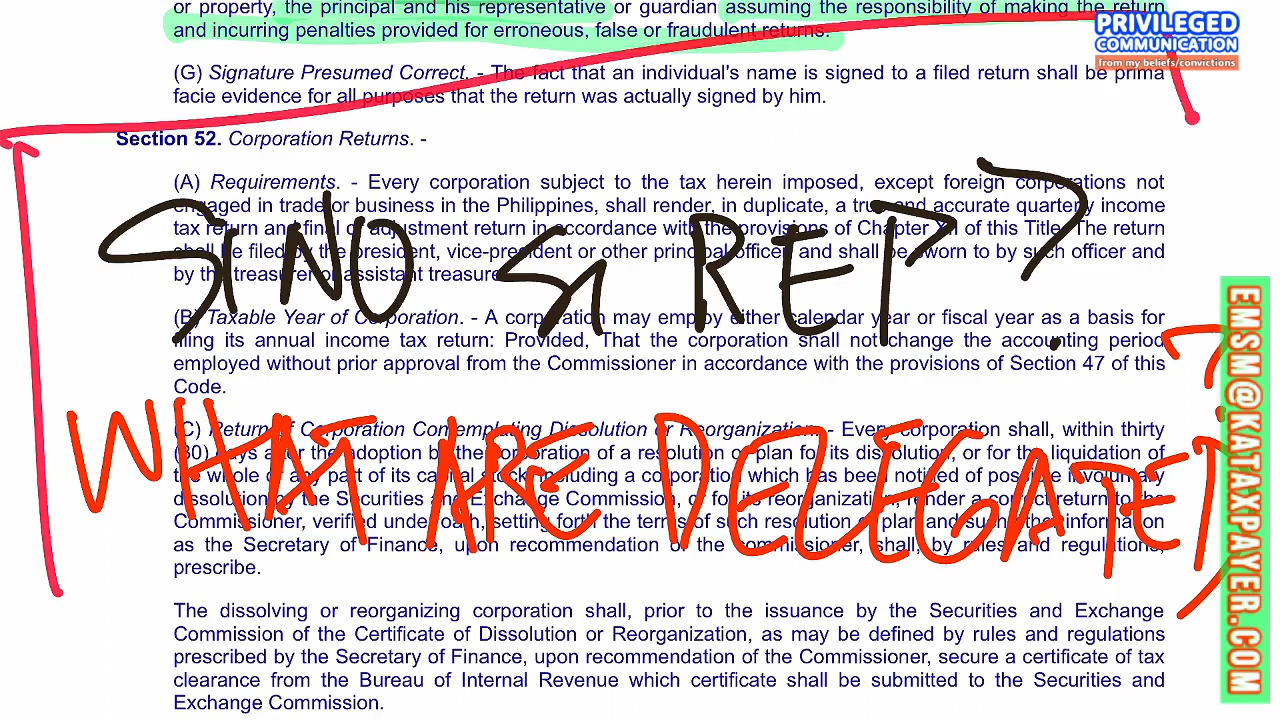 or property, the principal and his representative or guardian assuming the responsibility of making the return
and incurring penalties provided for erroneous, false or fraudulent returns.
PRIVILEGED
COMMUNICATION
from my beliefs/convictions
(G) Signature Presumed Correct. - The fact that an individual's name is signed to a filed return shall be prima
facie evidence for all purposes that the return was actually signed by him.
Section 52. Corporation Returns. -
(A) Requirements. - Every corporation subject to the tax herein imposed, except foreign corporations not
engaged in trade or business in the Philippines, shall render, in duplicate, a true and accurate quarterly income
tax return and final or adjustment return in accordance with the provisions of Chapter XII of this Title. The return
shall be filed by the president, vice-president or other principal officer, and shall be sworn to by such officer and
by the treasurer or assistant treasurer.
SINO SI REP?
(B) Taxable Year of Corporation. - A corporation may employ either calendar year or fiscal year as a basis for
filing its annual income tax return: Provided, That the corporation shall not change the accounting period
employed without prior approval from the Commissioner in accordance with the provisions of Section 47 of this
Code.
WHAT ARE DELEGATED?
(C) Return of Corporation Contemplating Dissolution or Reorganization. - Every corporation shall, within thirty
(30) days after the adoption by the corporation of a resolution or plan for its dissolution, or for the liquidation of
the whole or any part of its capital stock, including a corporation which has been notified of possible involuntary
dissolution by the Securities and Exchange Commission, or for its reorganization, render a correct return to the
Commissioner, verified under oath, setting forth the terms of such resolution or plan and such other information
as the Secretary of Finance, upon recommendation of the commissioner, shall, by rules and regulations,
prescribe.
The dissolving or reorganizing corporation shall, prior to the issuance by the Securities and Exchange
Commission of the Certificate of Dissolution or Reorganization, as may be defined by rules and regulations
prescribed by the Secretary of Finance, upon recommendation of the Commissioner, secure a certificate of tax
clearance from the Bureau of Internal Revenue which certificate shall be submitted to the Securities and
Exchange Commission.
EMSM@KATAXPAYER.COM